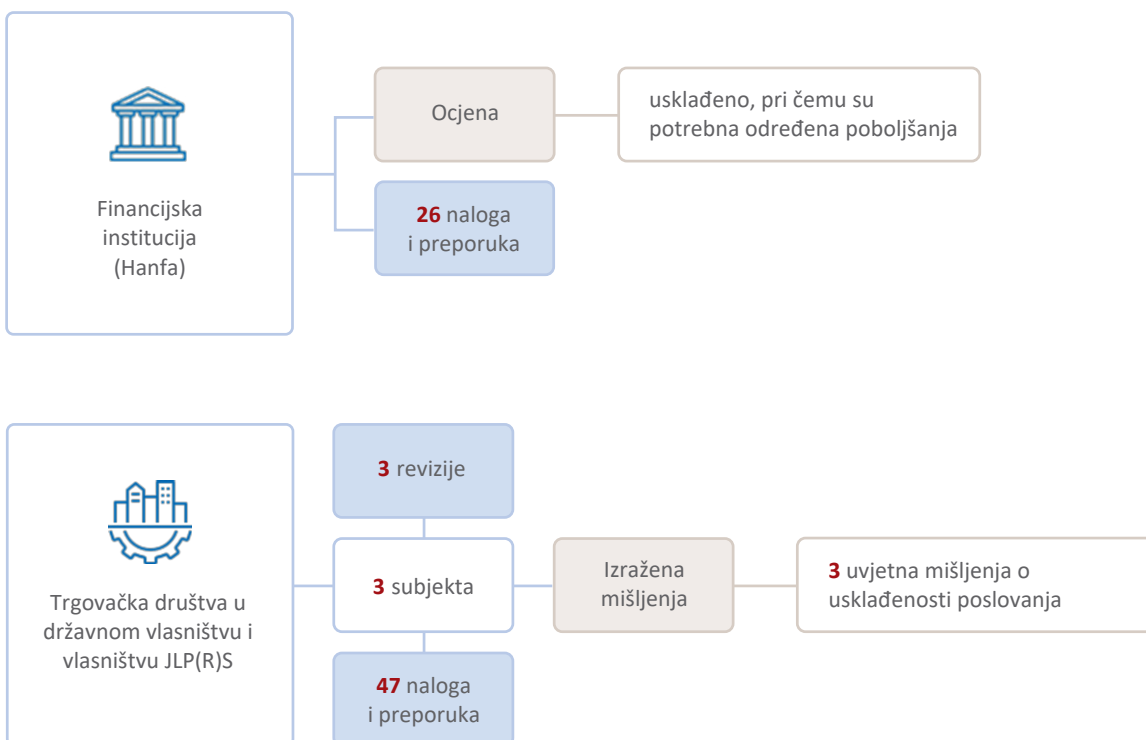 Financijska
institucija
(Hanfa)
Ocjena
usklađeno, pri čemu su
potrebna određena poboljšanja
26 naloga
i preporuka
Trgovačka društva u
državnom vlasništvu i
vlasništvu JLP(R)S
3 revizije
3 subjekta
47 naloga
i preporuka
Izražena
mišljenja
3 uvjetna mišljenja o
usklađenosti poslovanja